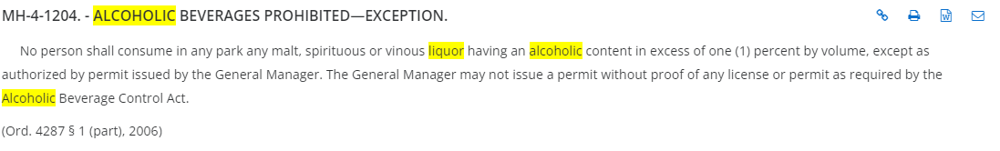 MH-4-1204. - ALCOHOLIC BEVERAGES PROHIBITED—EXCEPTION.
No person shall consume in any park any malt, spirituous or vinous liquor having an alcoholic content in excess of one (1) percent by volume, except as
authorized by permit issued by the General Manager. The General Manager may not issue a permit without proof of any license or permit as required by the
Alcoholic Beverage Control Act.
(Ord. 4287 § 1 (part), 2006)